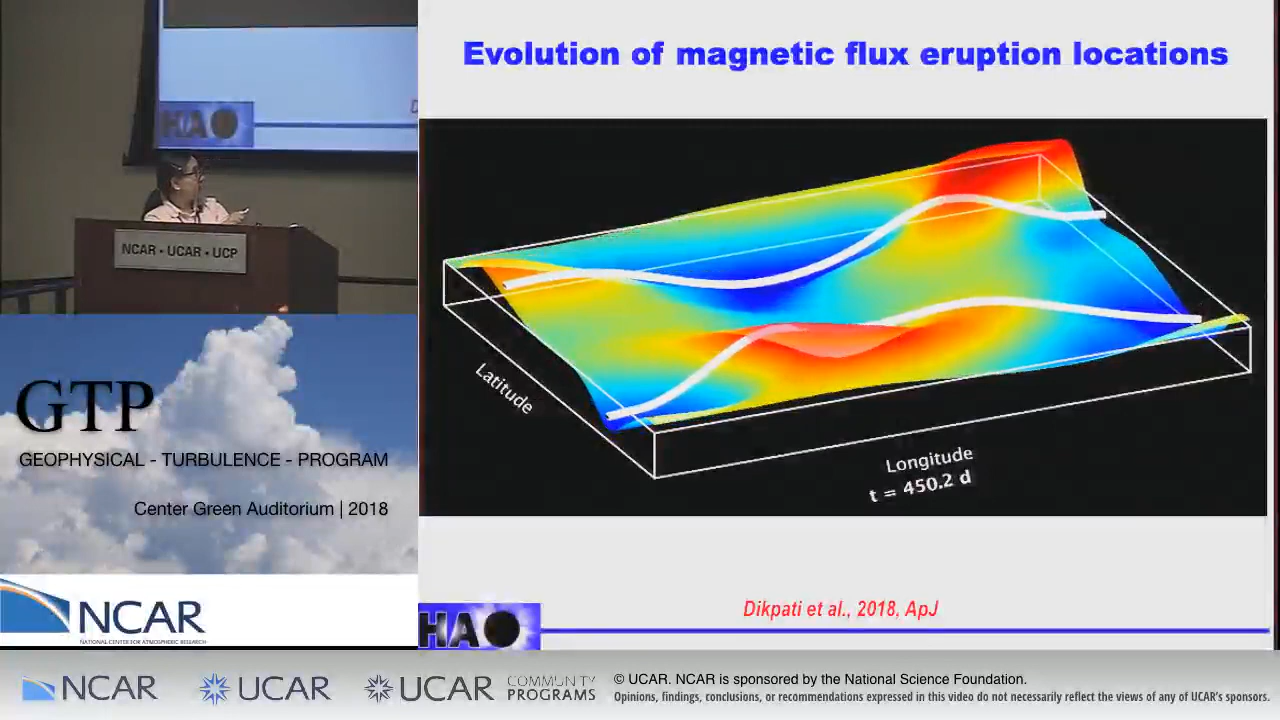 Evolution of magnetic flux eruption locations
HAO
NCAR • UCAR • UCP
Latitude
Longitude
t = 450.2 d
GTP
GEOPHYSICAL - TURBULENCE - PROGRAM
Center Green Auditorium | 2018
NCAR
NATIONAL CENTER FOR ATMOSPHERIC RESEARCH
HAO
Dikpati et al., 2018, ApJ
NCAR
UCAR
UCAR
COMMUNITY
PROGRAMS
© UCAR. NCAR is sponsored by the National Science Foundation.
Opinions, findings, conclusions, or recommendations expressed in this video do not necessarily reflect the views of any of UCAR's sponsors.